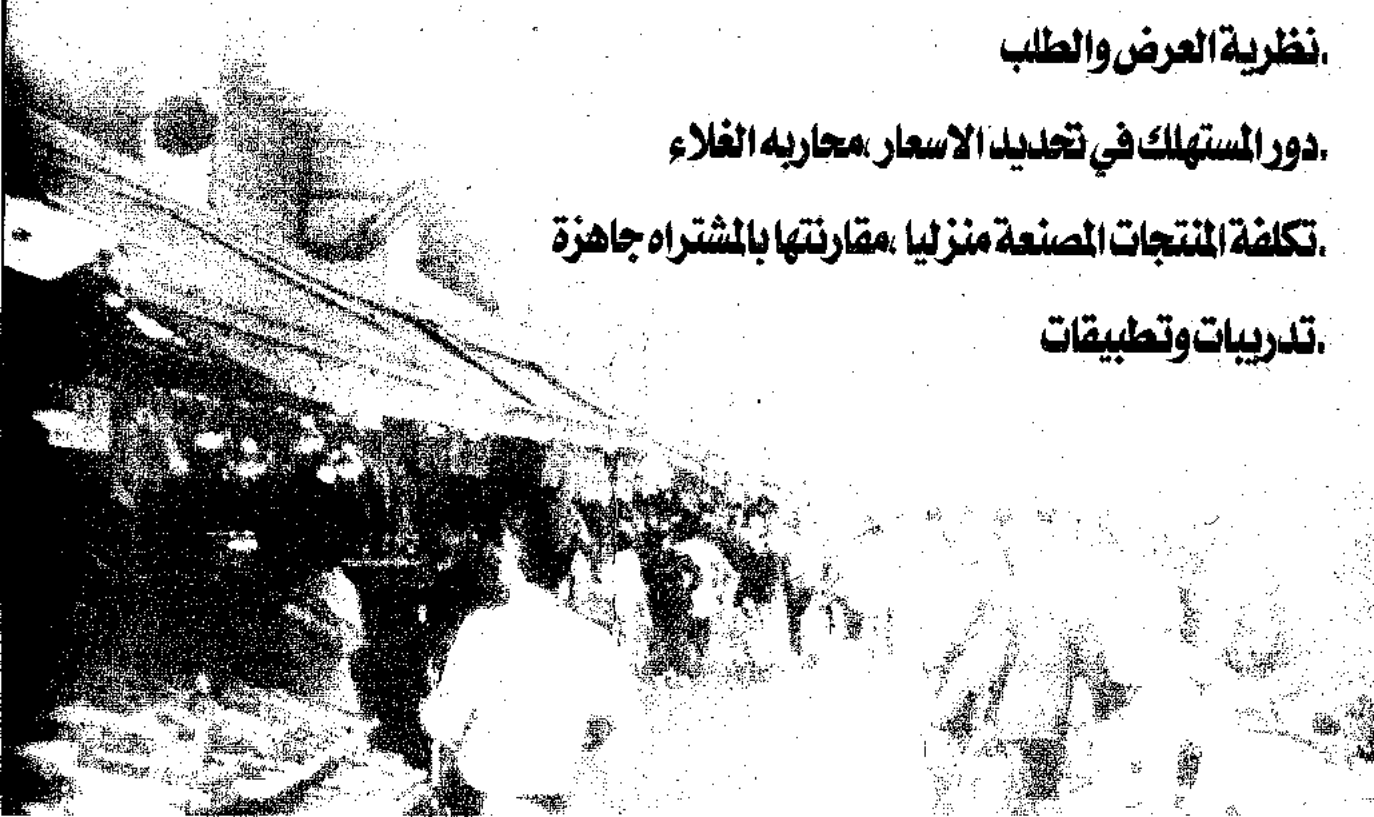 .نظرية العرض والطلب
.دور المستهلك في تحديد الاسعار ،محاربه الغلاء
.تكلفة المنتجات المصنعة منزليا ،مقارنتها بالمشتراه جاهزة
.تدريبات وتطبيقات